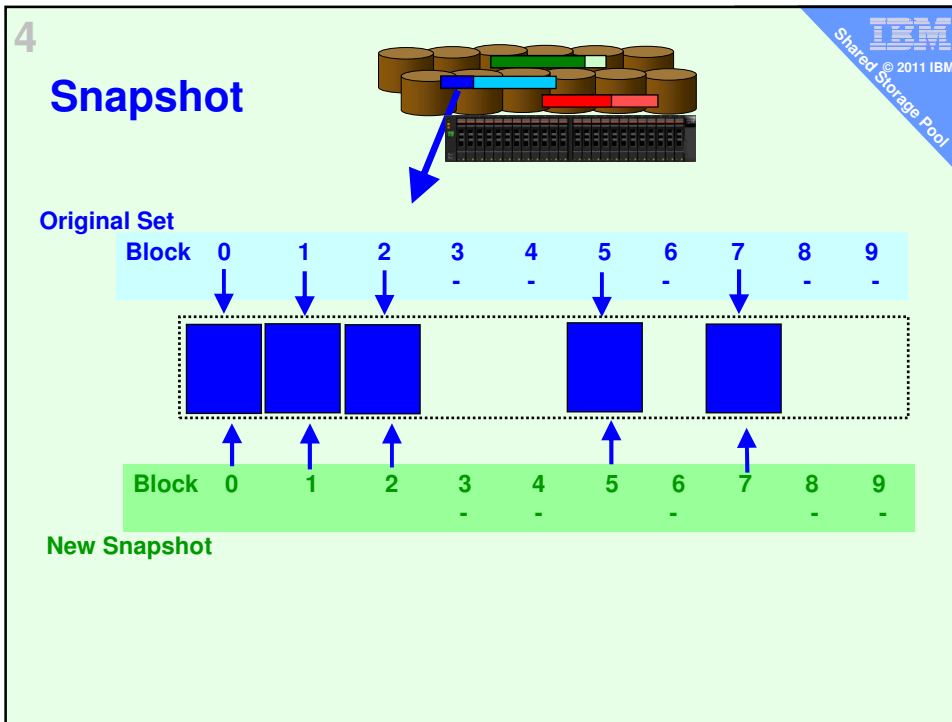 4
IBM
© 2011 IBM
Shared Storage Pool
Snapshot
Original Set
Block 0 1 2 3 4 5 6 7 8 9
- - - - -
Block 0 1 2 3 4 5 6 7 8 9
- - - - -
New Snapshot